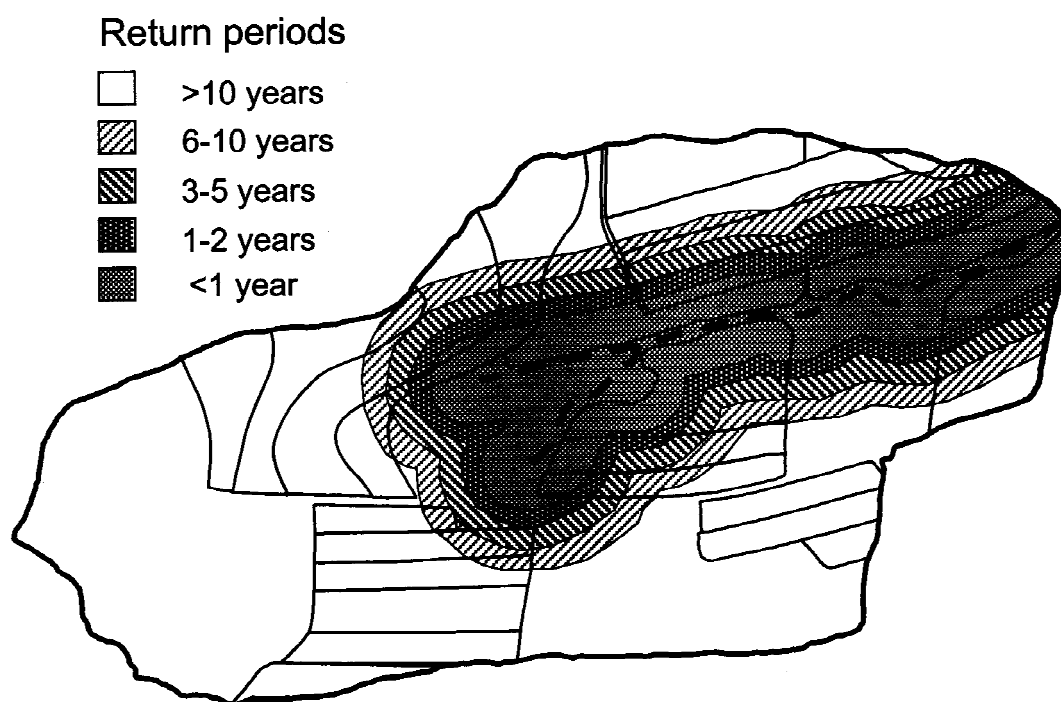 Return periods
>10 years
6-10 years
3-5 years
1-2 years
<1 year